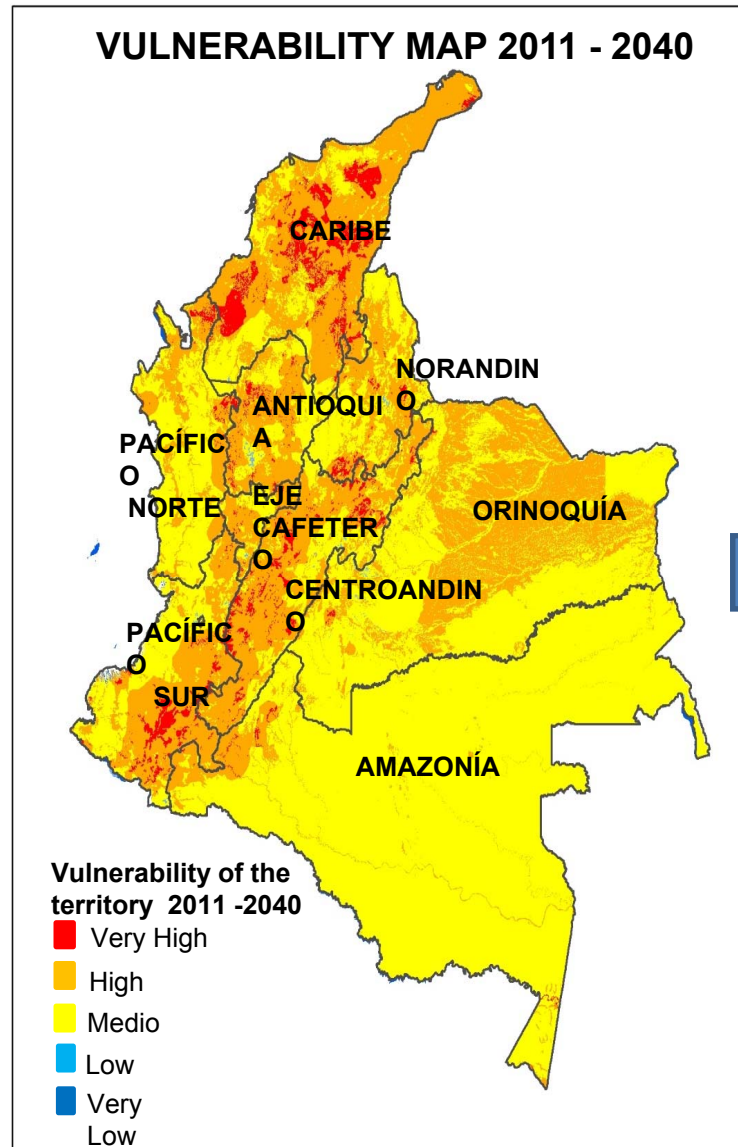 VULNERABILITY MAP 2011 - 2040
CARIBE
NORANDIN
O
ANTIOQUI
A
PACÍFIC
O
NORTE
EJE
CAFETER
O
ORINOQUÍA
CENTROANDIN
O
PACÍFIC
O
SUR
AMAZONÍA
Vulnerability of the
territory 2011 -2040
Very High
High
Medio
Low
Very
Low